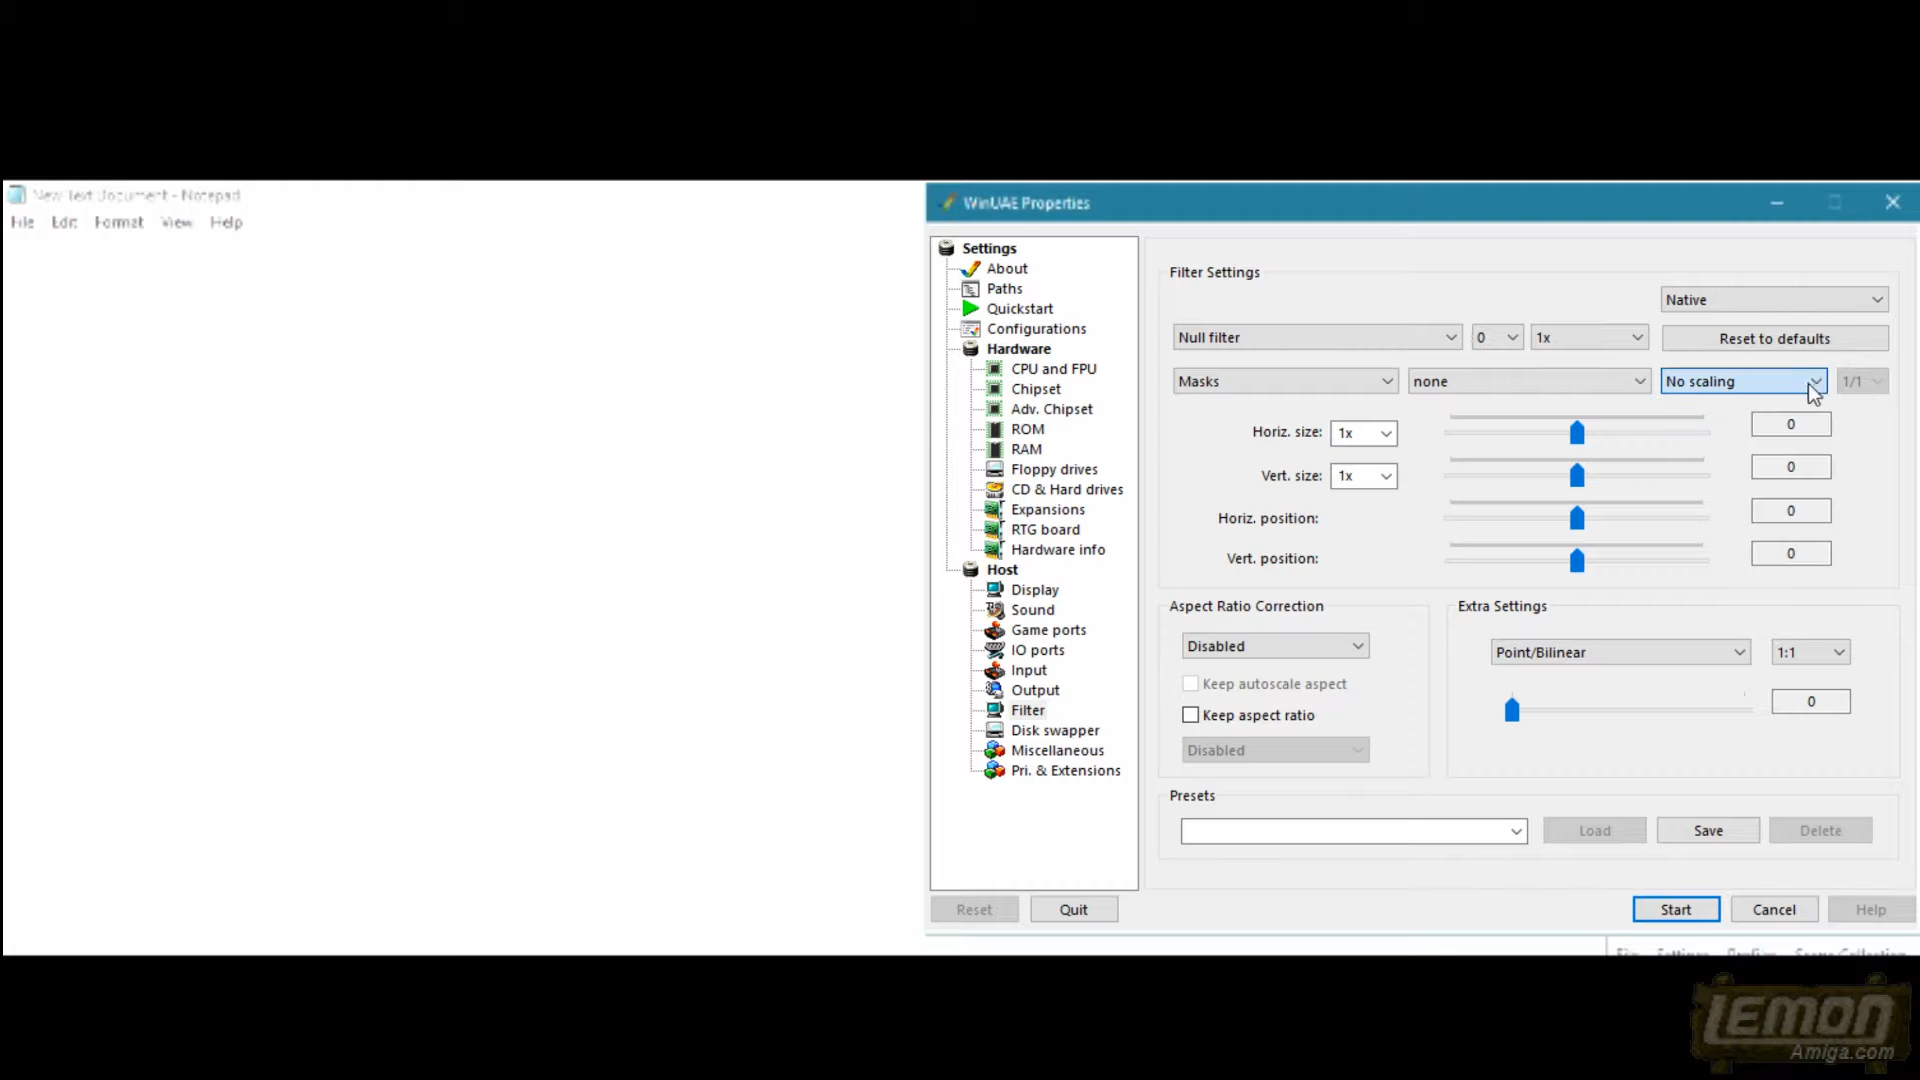 New Text Document - Notepad
File Edit Format View Help
WinUAE Properties
Settings
About
Paths
Quickstart
Configurations
Hardware
CPU and FPU
Chipset
Adv. Chipset
ROM
RAM
Floppy drives
CD & Hard drives
Expansions
RTG board
Hardware info
Host
Display
Sound
Game ports
IO ports
Input
Output
Filter
Disk swapper
Miscellaneous
Pri. & Extensions
Reset
Quit
Filter Settings
Native
Null filter
0
1x
Reset to defaults
Masks
none
No scaling
1/1
Horiz. size: 1x 0
Vert. size: 1x 0
Horiz. position: 0
Vert. position: 0
Aspect Ratio Correction
Disabled
Keep autoscale aspect
Keep aspect ratio
Disabled
Extra Settings
Point/Bilinear
1:1
0
Presets
Load
Save
Delete
Start
Cancel
Help
LEMON
Amiga.com